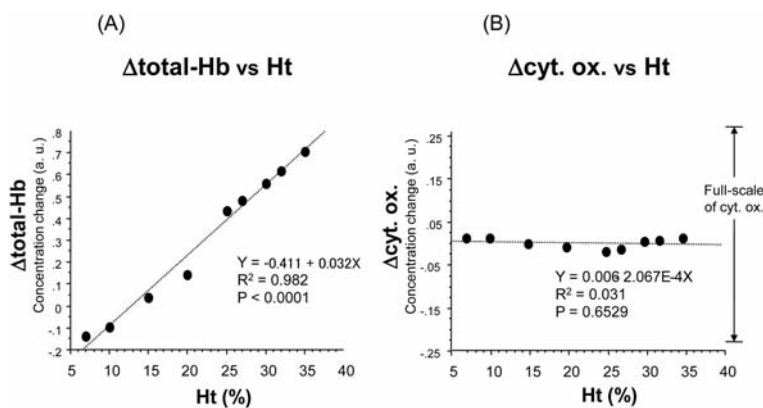 (A)
Δtotal-Hb vs Ht
Δtotal-Hb
Concentration change (a. u.)
.8
.7
.6
.5
.4
.3
.2
.1
0
-.1
-.2
Y = -0.411 + 0.032X
R² = 0.982
P < 0.0001
5 10 15 20 25 30 35 40
Ht (%)
(B)
Δcyt. ox. vs Ht
Δcyt. ox.
Concentration change (a. u.)
.25
.15
.05
-.05
-.15
-.25
Y = 0.006 - 2.067E-4X
R² = 0.031
P = 0.6529
Full-scale
of cyt. ox.
5 10 15 20 25 30 35 40
Ht (%)